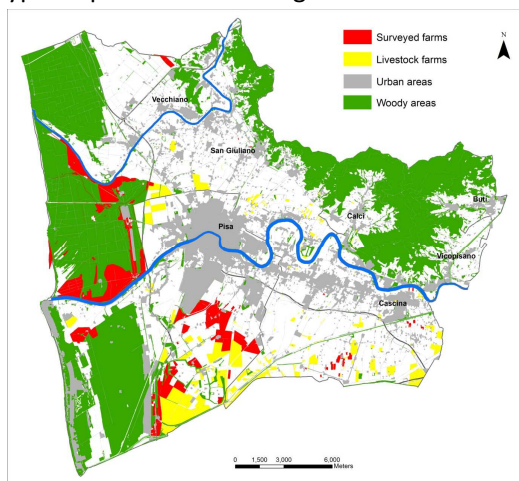 Surveyed farms
Livestock farms
Urban areas
Woody areas
N
Vecchiano
San Giuliano
Buti
Calci
Pisa
Vicopisano
Cascina
0 1,500 3,000 6,000
Meters